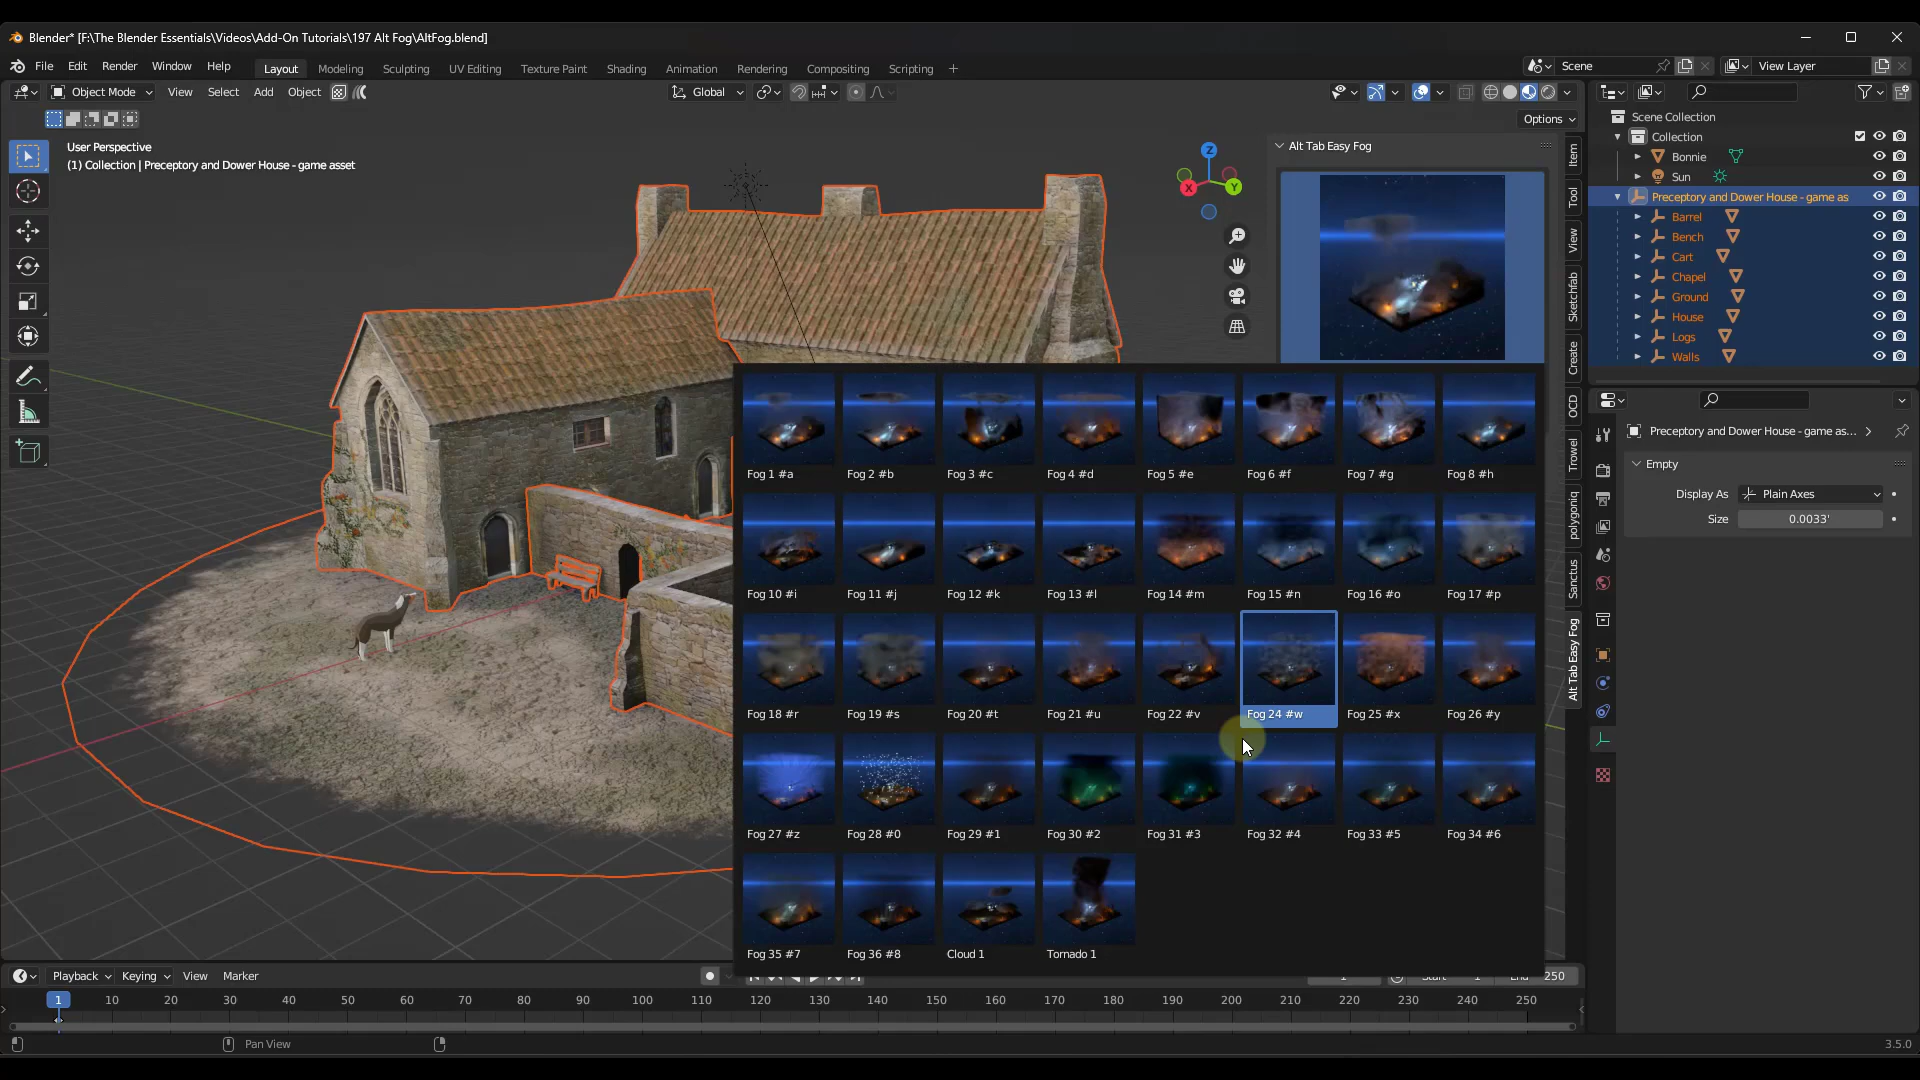 Blender* [F:\The Blender Essentials\Videos\Add-On Tutorials\197 Alt Fog\AltFog.blend]
File Edit Render Window Help Layout Modeling Sculpting UV Editing Texture Paint Shading Animation Rendering Compositing Scripting + Scene View Layer
Object Mode View Select Add Object Global
Options
User Perspective
(1) Collection | Preceptory and Dower House - game asset
Z
X
Y
Alt Tab Easy Fog
Item
Tool
View
Sketchfab
Create
OCD
Trowel
polygoniq
Sanctus
Alt Tab Easy Fog
Scene Collection
Collection
Bonnie
Sun
Preceptory and Dower House - game as
Barrel
Bench
Cart
Chapel
Ground
House
Logs
Walls
Preceptory and Dower House - game as...
Empty
Display As Plain Axes
Size 0.0033'
Fog 1 #a Fog 2 #b Fog 3 #c Fog 4 #d Fog 5 #e Fog 6 #f Fog 7 #g Fog 8 #h
Fog 10 #i Fog 11 #j Fog 12 #k Fog 13 #l Fog 14 #m Fog 15 #n Fog 16 #o Fog 17 #p
Fog 18 #r Fog 19 #s Fog 20 #t Fog 21 #u Fog 22 #v Fog 24 #w Fog 25 #x Fog 26 #y
Fog 27 #z Fog 28 #0 Fog 29 #1 Fog 30 #2 Fog 31 #3 Fog 32 #4 Fog 33 #5 Fog 34 #6
Fog 35 #7 Fog 36 #8 Cloud 1 Tornado 1
Playback Keying View Marker 1 Start 1 End 250
1 10 20 30 40 50 60 70 80 90 100 110 120 130 140 150 160 170 180 190 200 210 220 230 240 250
Pan View 3.5.0